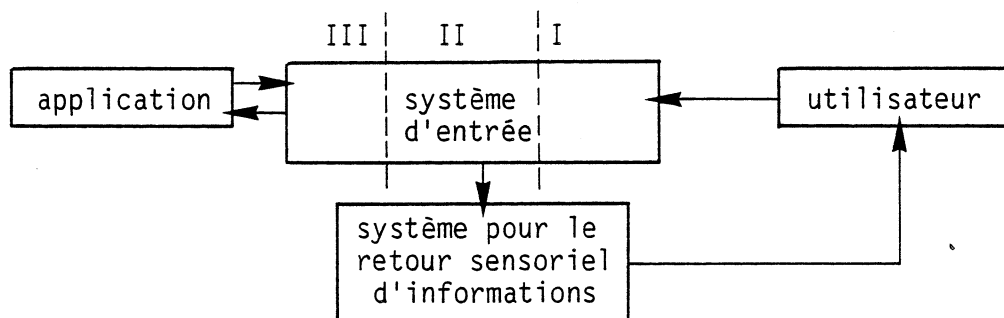 III II I
application
système
d'entrée
utilisateur
système pour le
retour sensoriel
d'informations